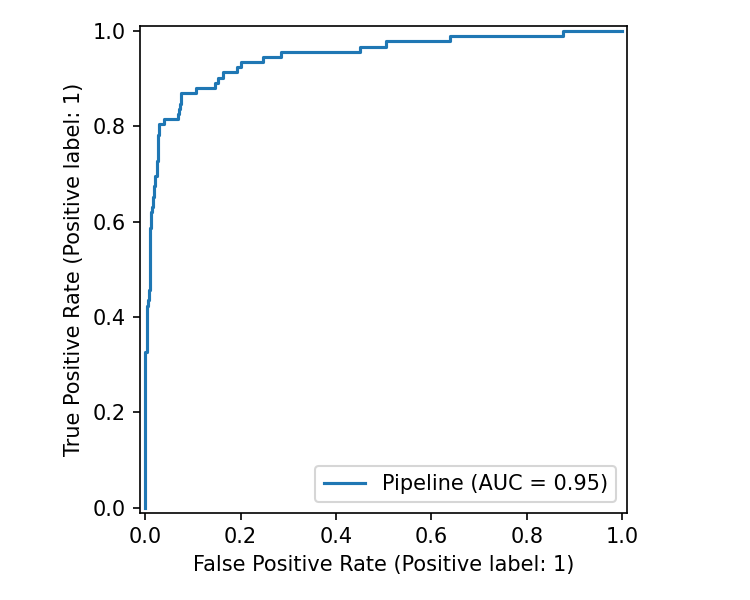 True Positive Rate (Positive label: 1)
1.0
0.8
0.6
0.4
0.2
0.0
Pipeline (AUC = 0.95)
0.0 0.2 0.4 0.6 0.8 1.0
False Positive Rate (Positive label: 1)